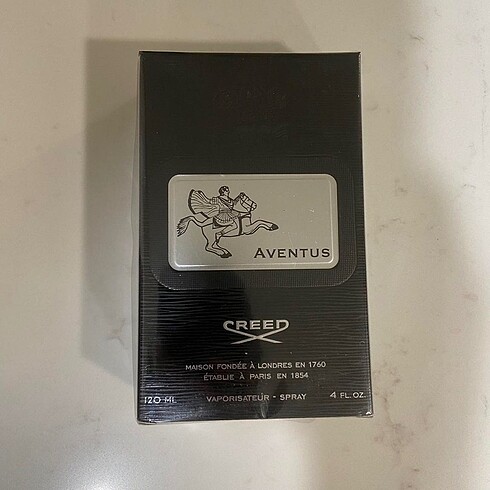 AVENTUS
CREED
MAISON FONDÉE À LONDRES EN 1760
ÉTABLIE À PARIS EN 1854
120 ML VAPORISATEUR - SPRAY 4 FL. OZ.